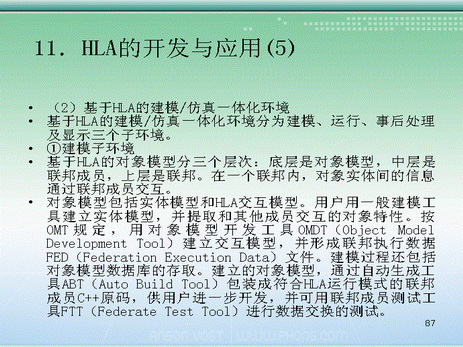 11．HLA的开发与应用(5)
• （2）基于HLA的建模/仿真一体化环境
• 基于HLA的建模/仿真一体化环境分为建模、运行、事后处理
及显示三个子环境。
• ①建模子环境
• 基于HLA的对象模型分三个层次：底层是对象模型，中层是
联邦成员，上层是联邦。在一个联邦内，对象实体间的信息
通过联邦成员交互。
• 对象模型包括实体模型和HLA交互模型。用户用一般建模工
具建立实体模型，并提取和其他成员交互的对象特性。按
OMT规定，用对象模型开发工具OMDT（Object Model
Development Tool）建立交互模型，并形成联邦执行数据
FED（Federation Execution Data）文件。建模过程还包括
对象模型数据库的存取。建立的对象模型，通过自动生成工
具ABT（Auto Build Tool）包装成符合HLA运行模式的联邦
成员C++原码，供用户进一步开发，并可用联邦成员测试工
具FTT（Federate Test Tool）进行数据交换的测试。
87